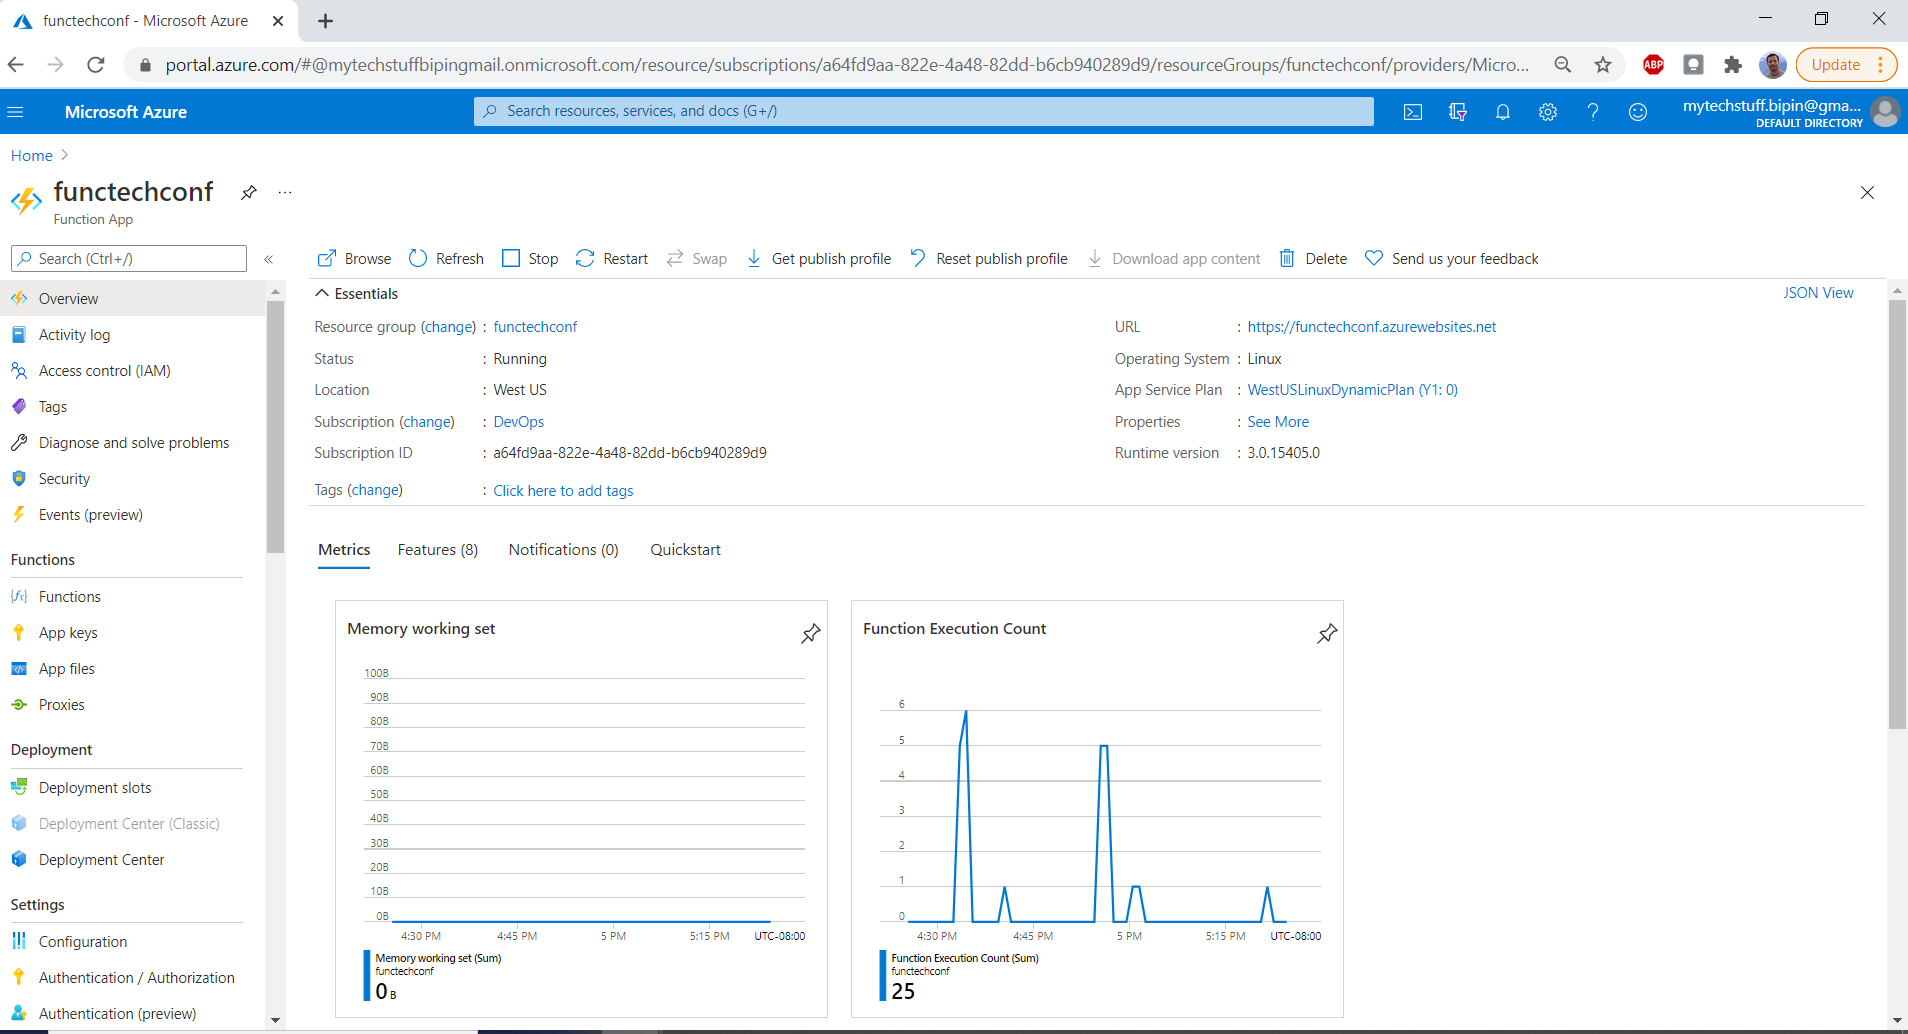 functechconf - Microsoft Azure
portal.azure.com/#@mytechstuffbipingmail.onmicrosoft.com/resource/subscriptions/a64fd9aa-822e-4a48-82dd-b6cb940289d9/resourceGroups/functechconf/providers/Micro...
ABP
Update
Microsoft Azure
Search resources, services, and docs (G+/)
mytechstuff.bipin@gma...
DEFAULT DIRECTORY
Home
functechconf
Function App
Search (Ctrl+/)
«
Browse
Refresh
Stop
Restart
Swap
Get publish profile
Reset publish profile
Download app content
Delete
Send us your feedback
Overview
Activity log
Access control (IAM)
Tags
Diagnose and solve problems
Security
Events (preview)
Functions
Functions
App keys
App files
Proxies
Deployment
Deployment slots
Deployment Center (Classic)
Deployment Center
Settings
Configuration
Authentication / Authorization
Authentication (preview)
Essentials
JSON View
Resource group (change) : functechconf
Status : Running
Location : West US
Subscription (change) : DevOps
Subscription ID : a64fd9aa-822e-4a48-82dd-b6cb940289d9
Tags (change) : Click here to add tags
URL : https://functechconf.azurewebsites.net
Operating System : Linux
App Service Plan : WestUSLinuxDynamicPlan (Y1: 0)
Properties : See More
Runtime version : 3.0.15405.0
Metrics
Features (8)
Notifications (0)
Quickstart
Memory working set
100B
90B
80B
70B
60B
50B
40B
30B
20B
10B
0B
4:30 PM 4:45 PM 5 PM 5:15 PM UTC-08:00
Memory working set (Sum)
functechconf
0 B
Function Execution Count
6
5
4
3
2
1
0
4:30 PM 4:45 PM 5 PM 5:15 PM UTC-08:00
Function Execution Count (Sum)
functechconf
25